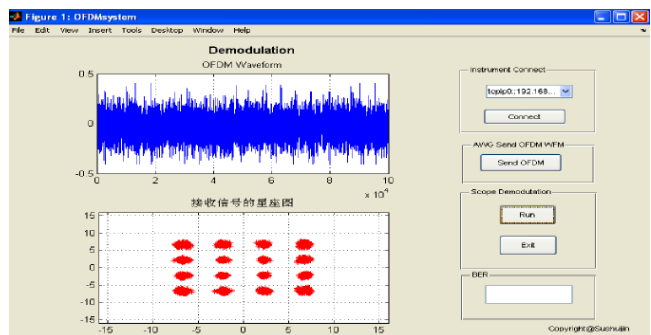 Figure 1: OFDMsystem
File Edit View Insert Tools Desktop Window Help
Demodulation
OFDM Waveform
0.5
0
-0.5
0 2 4 6 8 10
x 10^4
接收信号的星座图
15
10
5
0
-5
-10
-15
-15 -10 -5 0 5 10 15
Instrument Connect
tcpip0::192.168...
Connect
AWG Send OFDM WFM
Send OFDM
Scope Demodulation
Run
Exit
BER